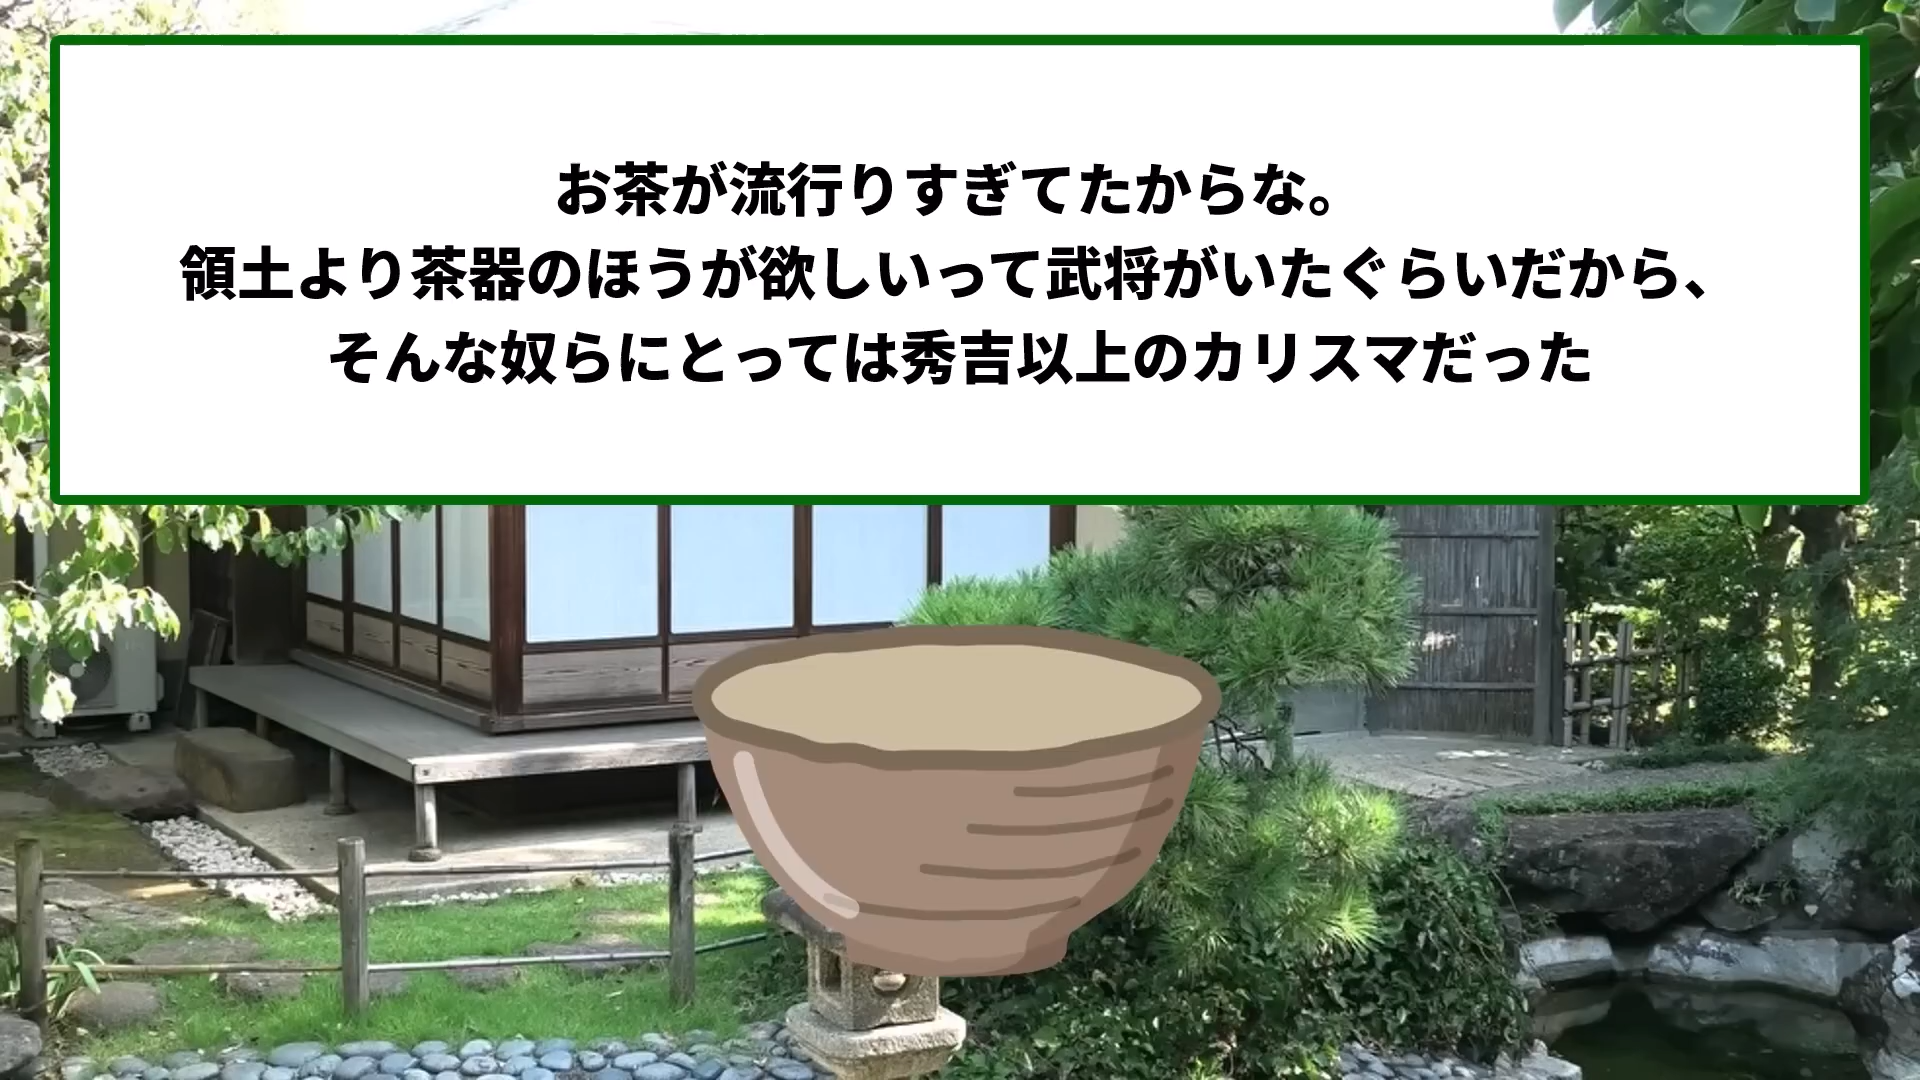 お茶が流行りすぎてたからな。
領土より茶器のほうが欲しいって武将がいたぐらいだから、
そんな奴らにとっては秀吉以上のカリスマだった